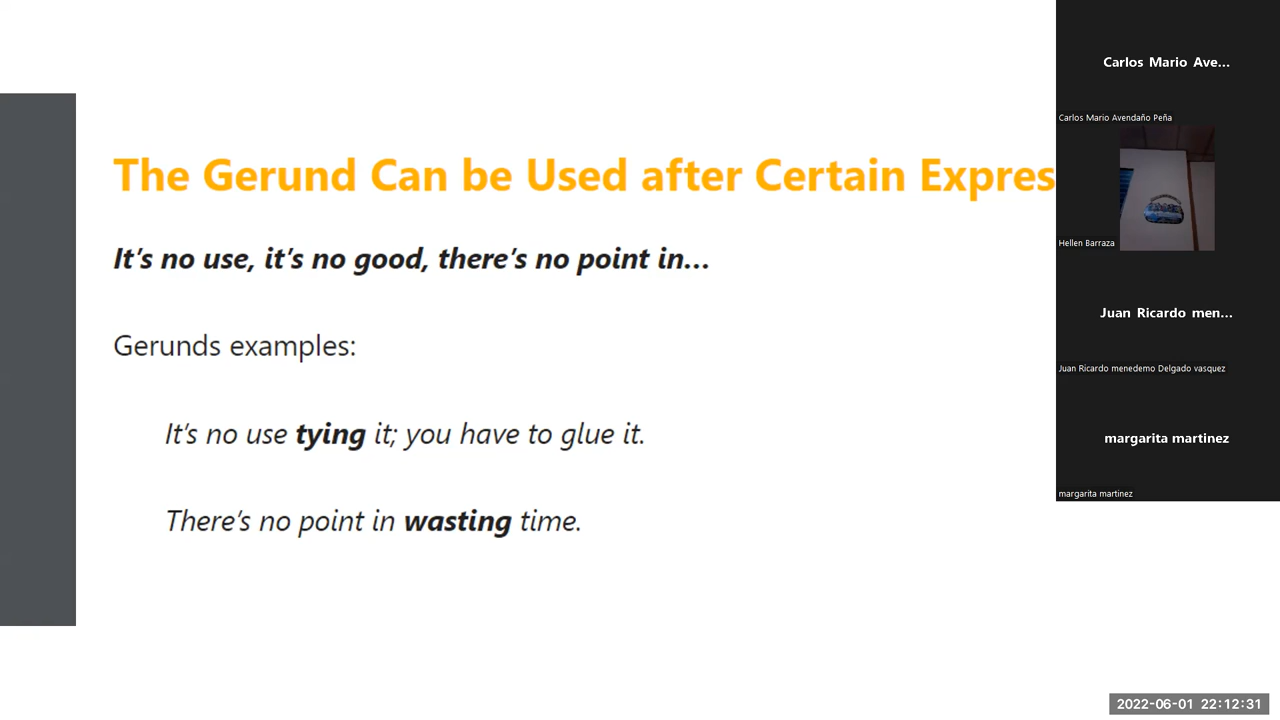 The Gerund Can be Used after Certain Expres
It’s no use, it’s no good, there’s no point in…
Gerunds examples:
It’s no use tying it; you have to glue it.
There’s no point in wasting time.
Carlos Mario Ave...
Carlos Mario Avendaño Peña
Hellen Barraza
Juan Ricardo men...
Juan Ricardo menedemo Delgado vasquez
margarita martinez
margarita martinez
2022-06-01 22:12:31